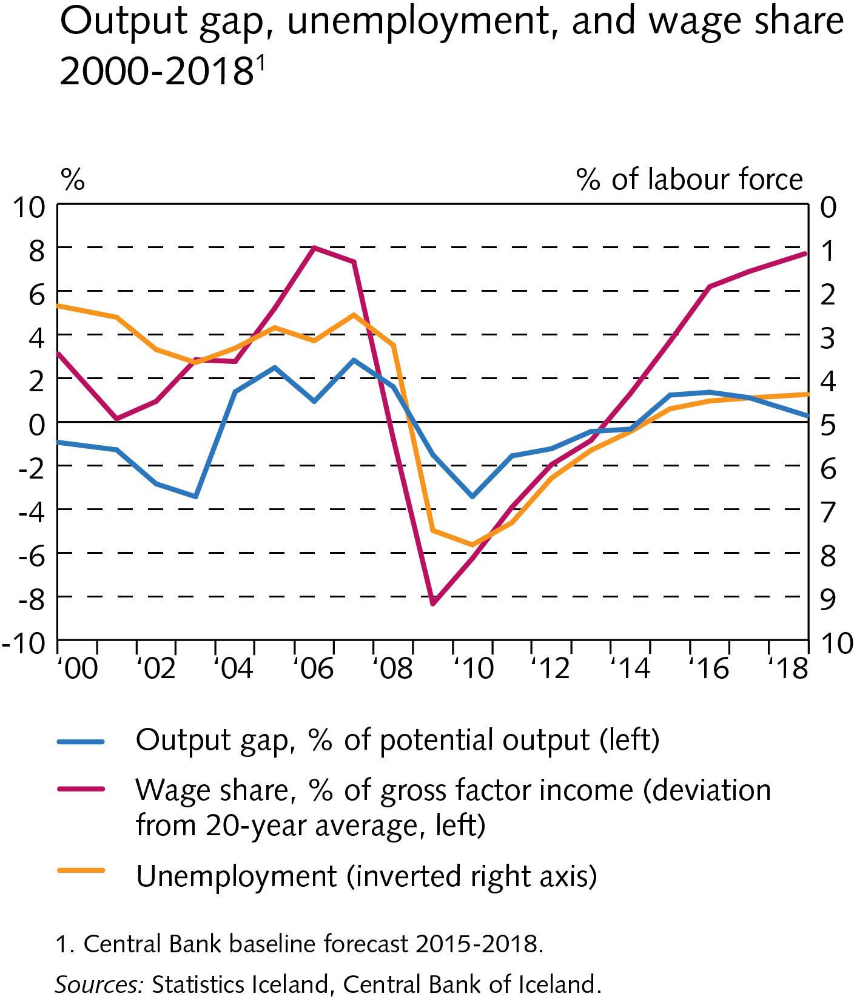 Output gap, unemployment, and wage share
2000-2018¹
%
% of labour force
10
8
6
4
2
0
-2
-4
-6
-8
-10
0
1
2
3
4
5
6
7
8
9
10
‘00 ‘02 ‘04 ‘06 ‘08 ‘10 ‘12 ‘14 ‘16 ‘18
Output gap, % of potential output (left)
Wage share, % of gross factor income (deviation
from 20-year average, left)
Unemployment (inverted right axis)
1. Central Bank baseline forecast 2015-2018.
Sources: Statistics Iceland, Central Bank of Iceland.